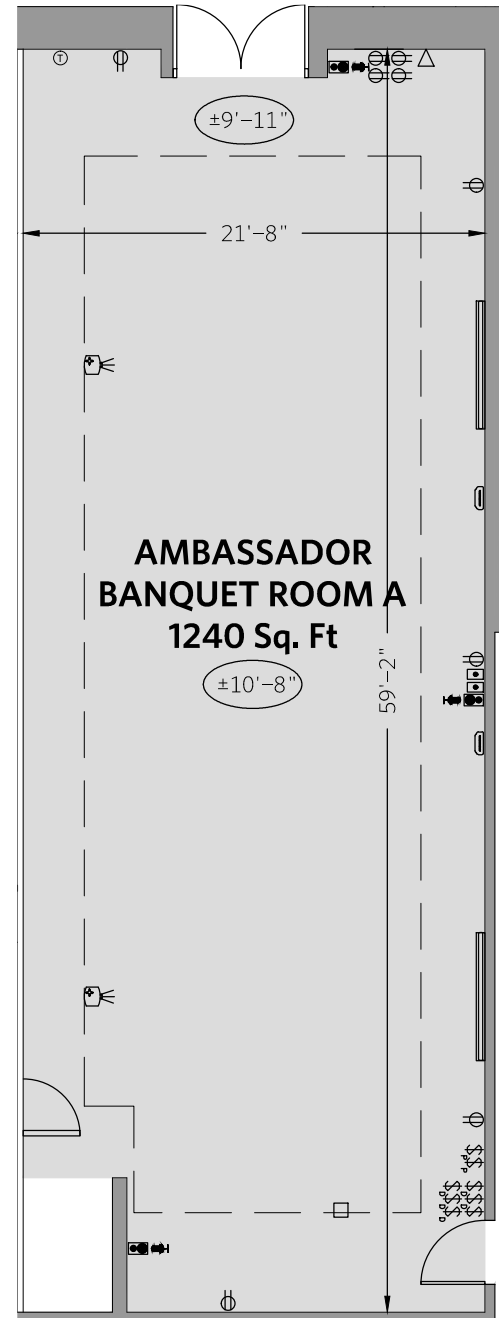 T
±9'-11"
21'-8"
AMBASSADOR
BANQUET ROOM A
1240 Sq. Ft
±10'-8"
59'-2"